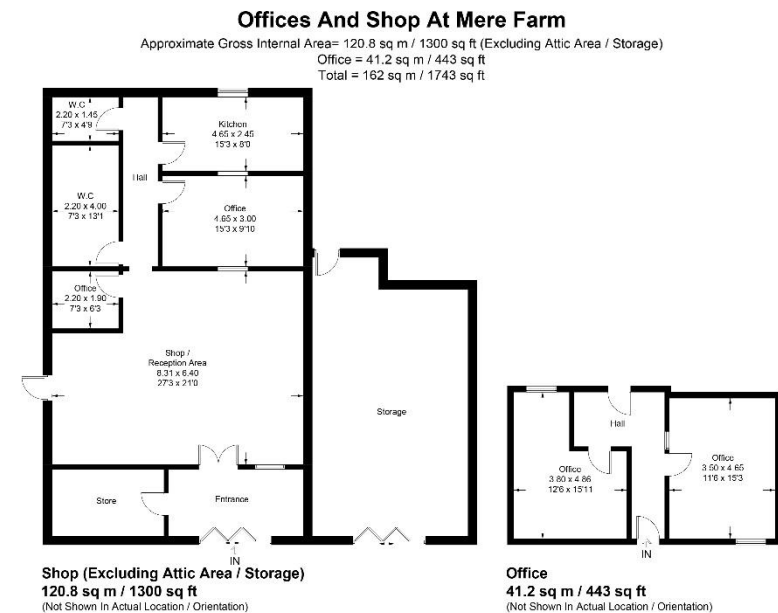 Offices And Shop At Mere Farm
Approximate Gross Internal Area= 120.8 sq m / 1300 sq ft (Excluding Attic Area / Storage)
Office = 41.2 sq m / 443 sq ft
Total = 162 sq m / 1743 sq ft
W.C
2.20 x 1.45
7'3 x 4'9
Kitchen
4.65 x 2.45
15'3 x 8'0
Hall
W.C
2.20 x 4.00
7'3 x 13'1
Office
4.65 x 3.00
15'3 x 9'10
Office
2.20 x 1.90
7'3 x 6'3
Shop /
Reception Area
8.31 x 6.40
27'3 x 21'0
Storage
Store
Entrance
IN
Hall
Office
3.80 x 4.86
12'6 x 15'11
Office
3.50 x 4.65
11'6 x 15'3
IN
Shop (Excluding Attic Area / Storage)
120.8 sq m / 1300 sq ft
(Not Shown In Actual Location / Orientation)
Office
41.2 sq m / 443 sq ft
(Not Shown In Actual Location / Orientation)